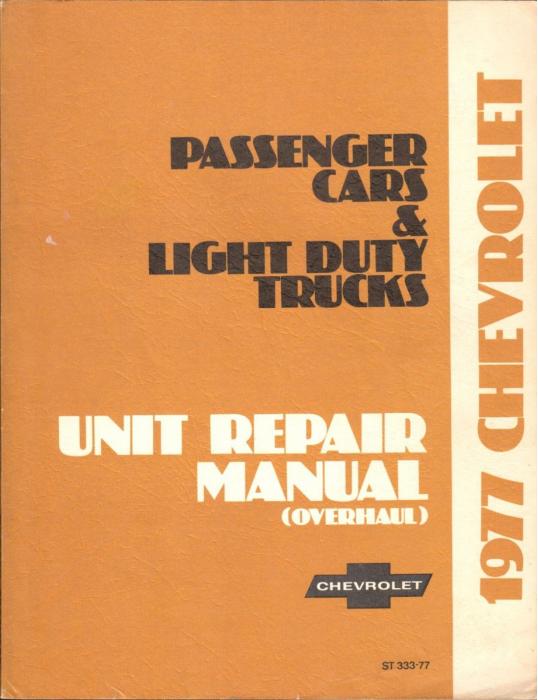 PASSENGER
CARS
&
LIGHT DUTY
TRUCKS
UNIT REPAIR
MANUAL
(OVERHAUL)
CHEVROLET
ST 333-77
1977 CHEVROLET